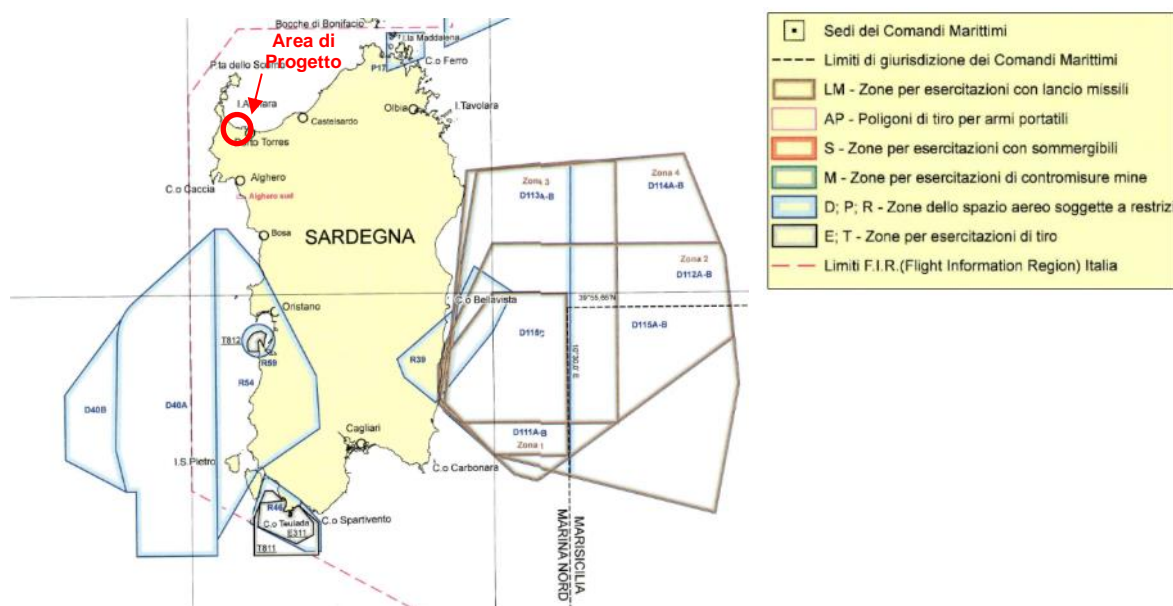 Bocche di Bonifacio
Area di
Progetto
I.la Maddalena
P17
C.o Ferro
P.ta dello
Olbia
I.Tavolara
Castelsardo
Porto Torres
Alghero
C.o Caccia
Alghero sud
Bosa
SARDEGNA
Zona 3
D113A-B
Zona 4
D114A-B
Zona 2
D112A-B
C.o Bellavista
39°55,66'N
Oristano
T812
R59
R54
R39
D115A-B
10°30,0' E
D40B
D40A
Cagliari
D111A-B
Zona 1
I.S.Pietro
C.o Carbonara
R46
C.o Teulada
C.o Spartivento
E311
T811
MARISICILIA
MARINA NORD
Sedi dei Comandi Marittimi
Limiti di giurisdizione dei Comandi Marittimi
LM - Zone per esercitazioni con lancio missili
AP - Poligoni di tiro per armi portatili
S - Zone per esercitazioni con sommergibili
M - Zone per esercitazioni di contromisure mine
D; P; R - Zone dello spazio aereo soggette a restrizi
E; T - Zone per esercitazioni di tiro
Limiti F.I.R.(Flight Information Region) Italia